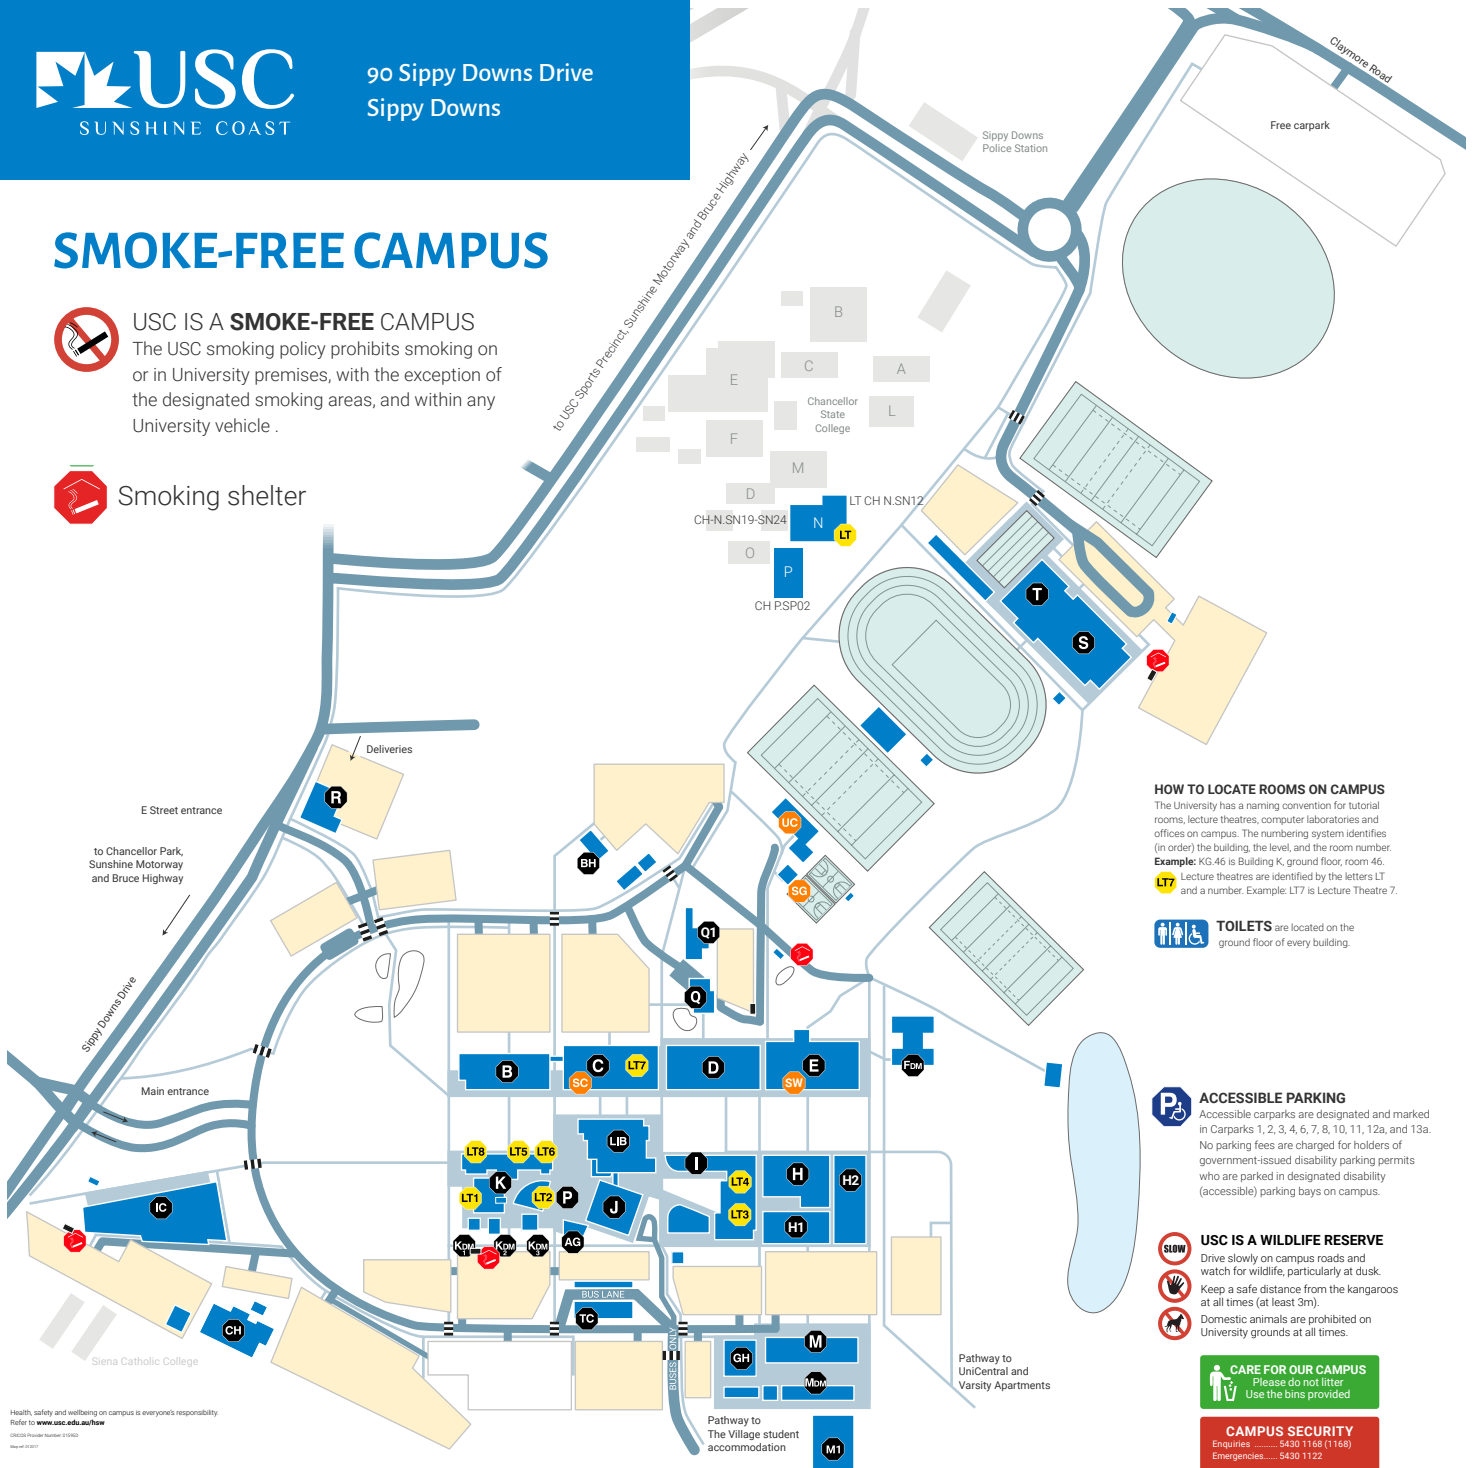 USC
SUNSHINE COAST
90 Sippy Downs Drive
Sippy Downs
SMOKE-FREE CAMPUS
USC IS A SMOKE-FREE CAMPUS
The USC smoking policy prohibits smoking on
or in University premises, with the exception of
the designated smoking areas, and within any
University vehicle .
Smoking shelter
Claymore Road
Free carpark
Sippy Downs
Police Station
to USC Sports Precinct, Sunshine Motorway and Bruce Highway
B
C
A
E
L
Chancellor
State
College
F
M
D
LT CH N.SN12
CH-N.SN19-SN24
N
LT
O
P
CH P.SP02
T
S
Deliveries
R
E Street entrance
to Chancellor Park,
Sunshine Motorway
and Bruce Highway
Sippy Downs Drive
Main entrance
BH
UC
SG
Q1
Q
B
C
LT7
SC
D
E
SW
FDM
LIB
LT8
LT5
LT6
K
LT1
LT2
P
J
I
LT4
LT3
H
H2
H1
IC
KDM
1
KDM
2
KDM
3
AG
BUS LANE
TC
BUSES ONLY
CH
Siena Catholic College
GH
M
MDM
M1
Pathway to
The Village student
accommodation
Pathway to
UniCentral and
Varsity Apartments
HOW TO LOCATE ROOMS ON CAMPUS
The University has a naming convention for tutorial
rooms, lecture theatres, computer laboratories and
offices on campus. The numbering system identifies
(in order) the building, the level, and the room number.
Example: KG.46 is Building K, ground floor, room 46.
LT7 Lecture theatres are identified by the letters LT
and a number. Example: LT7 is Lecture Theatre 7.
TOILETS are located on the
ground floor of every building.
P
ACCESSIBLE PARKING
Accessible carparks are designated and marked
in Carparks 1, 2, 3, 4, 6, 7, 8, 10, 11, 12a, and 13a.
No parking fees are charged for holders of
government-issued disability parking permits
who are parked in designated disability
(accessible) parking bays on campus.
USC IS A WILDLIFE RESERVE
SLOW
Drive slowly on campus roads and
watch for wildlife, particularly at dusk.
Keep a safe distance from the kangaroos
at all times (at least 3m).
Domestic animals are prohibited on
University grounds at all times.
CARE FOR OUR CAMPUS
Please do not litter
Use the bins provided
CAMPUS SECURITY
Enquiries .......... 5430 1168 (1168)
Emergencies...... 5430 1122
Health, safety and wellbeing on campus is everyone's responsibility.
Refer to www.usc.edu.au/hsw
CRICOS Provider Number: 01595D